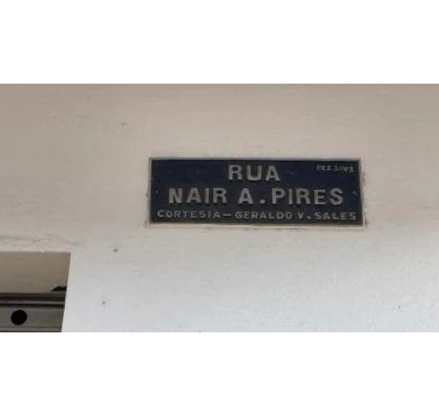 RUA
NAIR A. PIRES
CORTESIA - GERALDO V. SALES